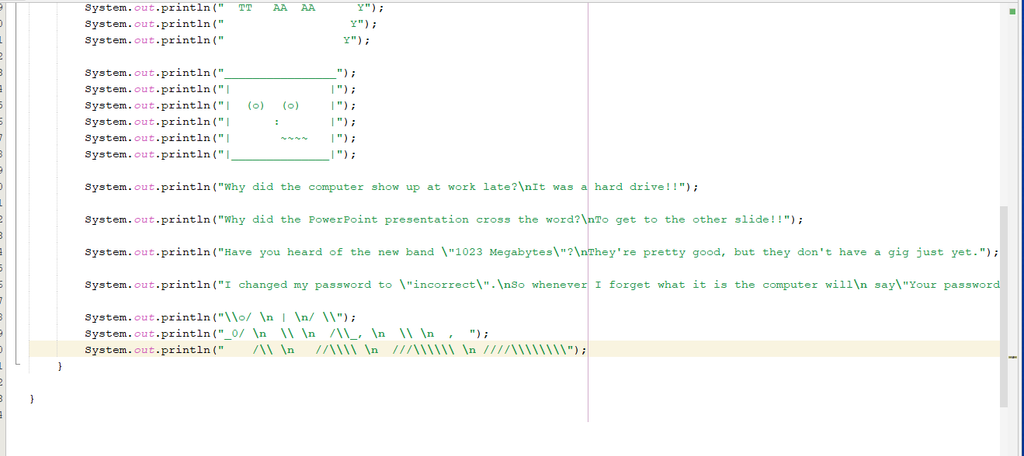 System.out.println("  TT   AA  AA      Y");
System.out.println("                  Y");
System.out.println("                 Y");
System.out.println("________________");
System.out.println("|              |");
System.out.println("|  (o)  (o)    |");
System.out.println("|      :       |");
System.out.println("|       ~~~~   |");
System.out.println("|______________|");
System.out.println("Why did the computer show up at work late?\nIt was a hard drive!!");
System.out.println("Why did the PowerPoint presentation cross the word?\nTo get to the other slide!!");
System.out.println("Have you heard of the new band \"1023 Megabytes\"?\nThey're pretty good, but they don't have a gig just yet.");
System.out.println("I changed my password to \"incorrect\".\nSo whenever I forget what it is the computer will\n say\"Your password
System.out.println("\\o/ \n | \n/ \\");
System.out.println("_0/ \n  \\ \n  /\\_, \n  \\ \n  ,  ");
System.out.println("    /\\ \n   //\\\\ \n  ///\\\\\\ \n ////\\\\\\\\");
}
}